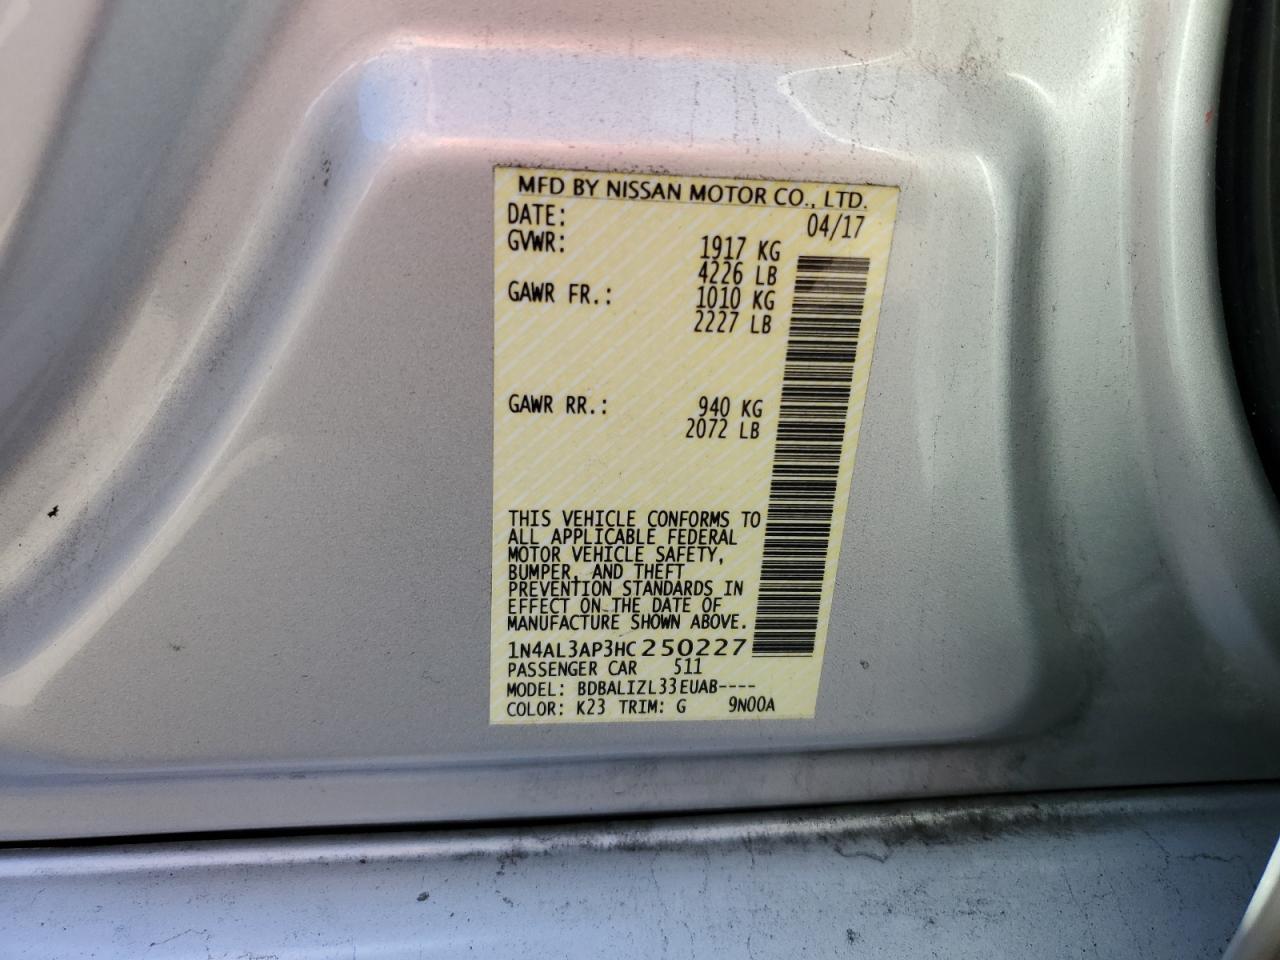 MFD BY NISSAN MOTOR CO., LTD.
DATE: 04/17
GVWR: 1917 KG
4226 LB
GAWR FR.: 1010 KG
2227 LB
GAWR RR.: 940 KG
2072 LB
THIS VEHICLE CONFORMS TO
ALL APPLICABLE FEDERAL
MOTOR VEHICLE SAFETY,
BUMPER, AND THEFT
PREVENTION STANDARDS IN
EFFECT ON THE DATE OF
MANUFACTURE SHOWN ABOVE.
1N4AL3AP3HC250227
PASSENGER CAR 511
MODEL: BDBALIZL33EUAB----
COLOR: K23 TRIM: G 9N00A